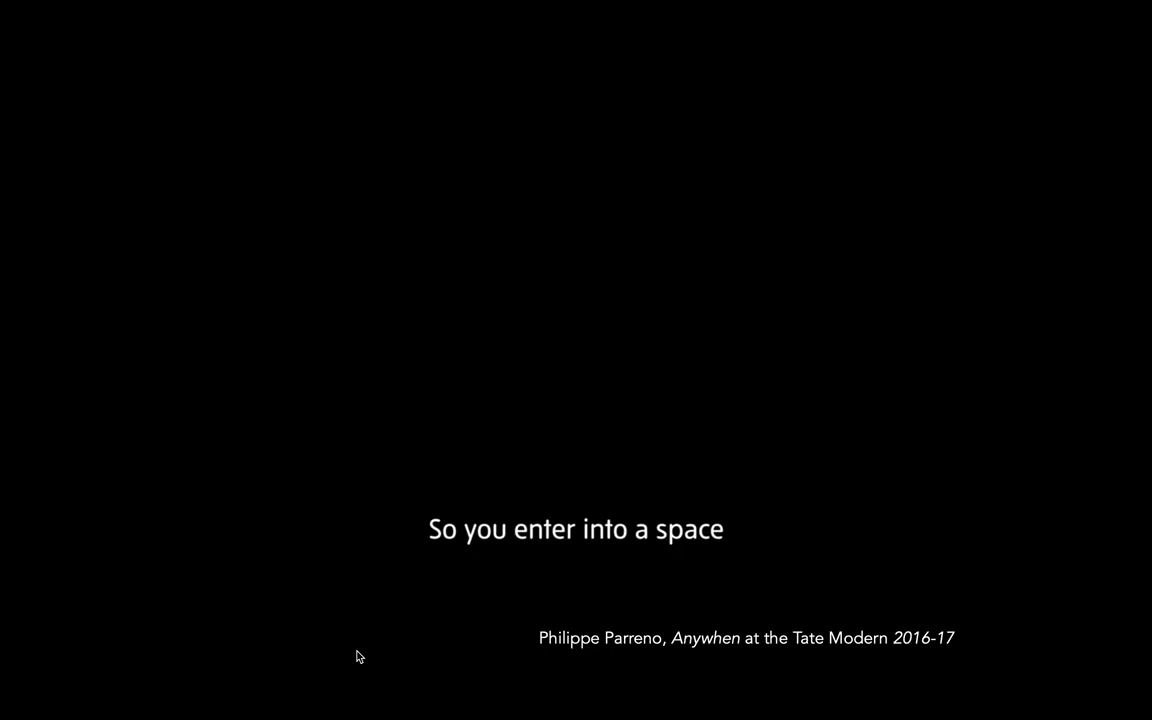 So you enter into a space
Philippe Parreno, Anywhen at the Tate Modern 2016-17